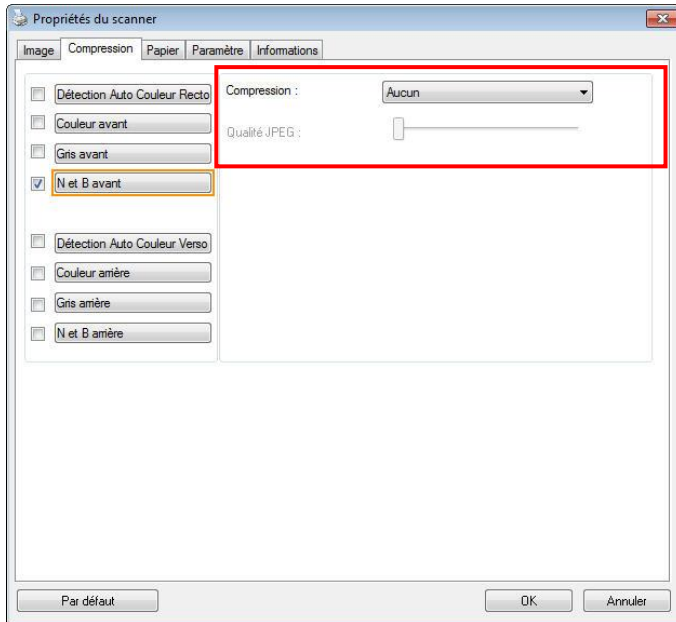 Propriétés du scanner
Image Compression Papier Paramètre Informations
Détection Auto Couleur Recto
Couleur avant
Gris avant
N et B avant
Détection Auto Couleur Verso
Couleur arrière
Gris arrière
N et B arrière
Compression : Aucun
Qualité JPEG :
Par défaut OK Annuler